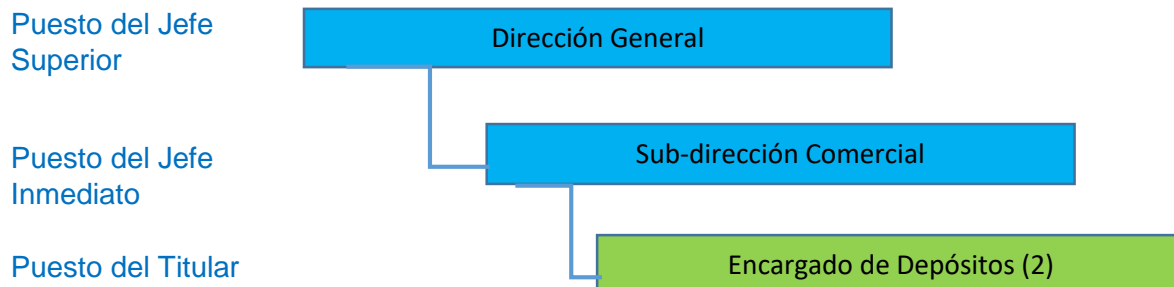 Puesto del Jefe
Superior
Dirección General
Puesto del Jefe
Inmediato
Sub-dirección Comercial
Puesto del Titular
Encargado de Depósitos (2)